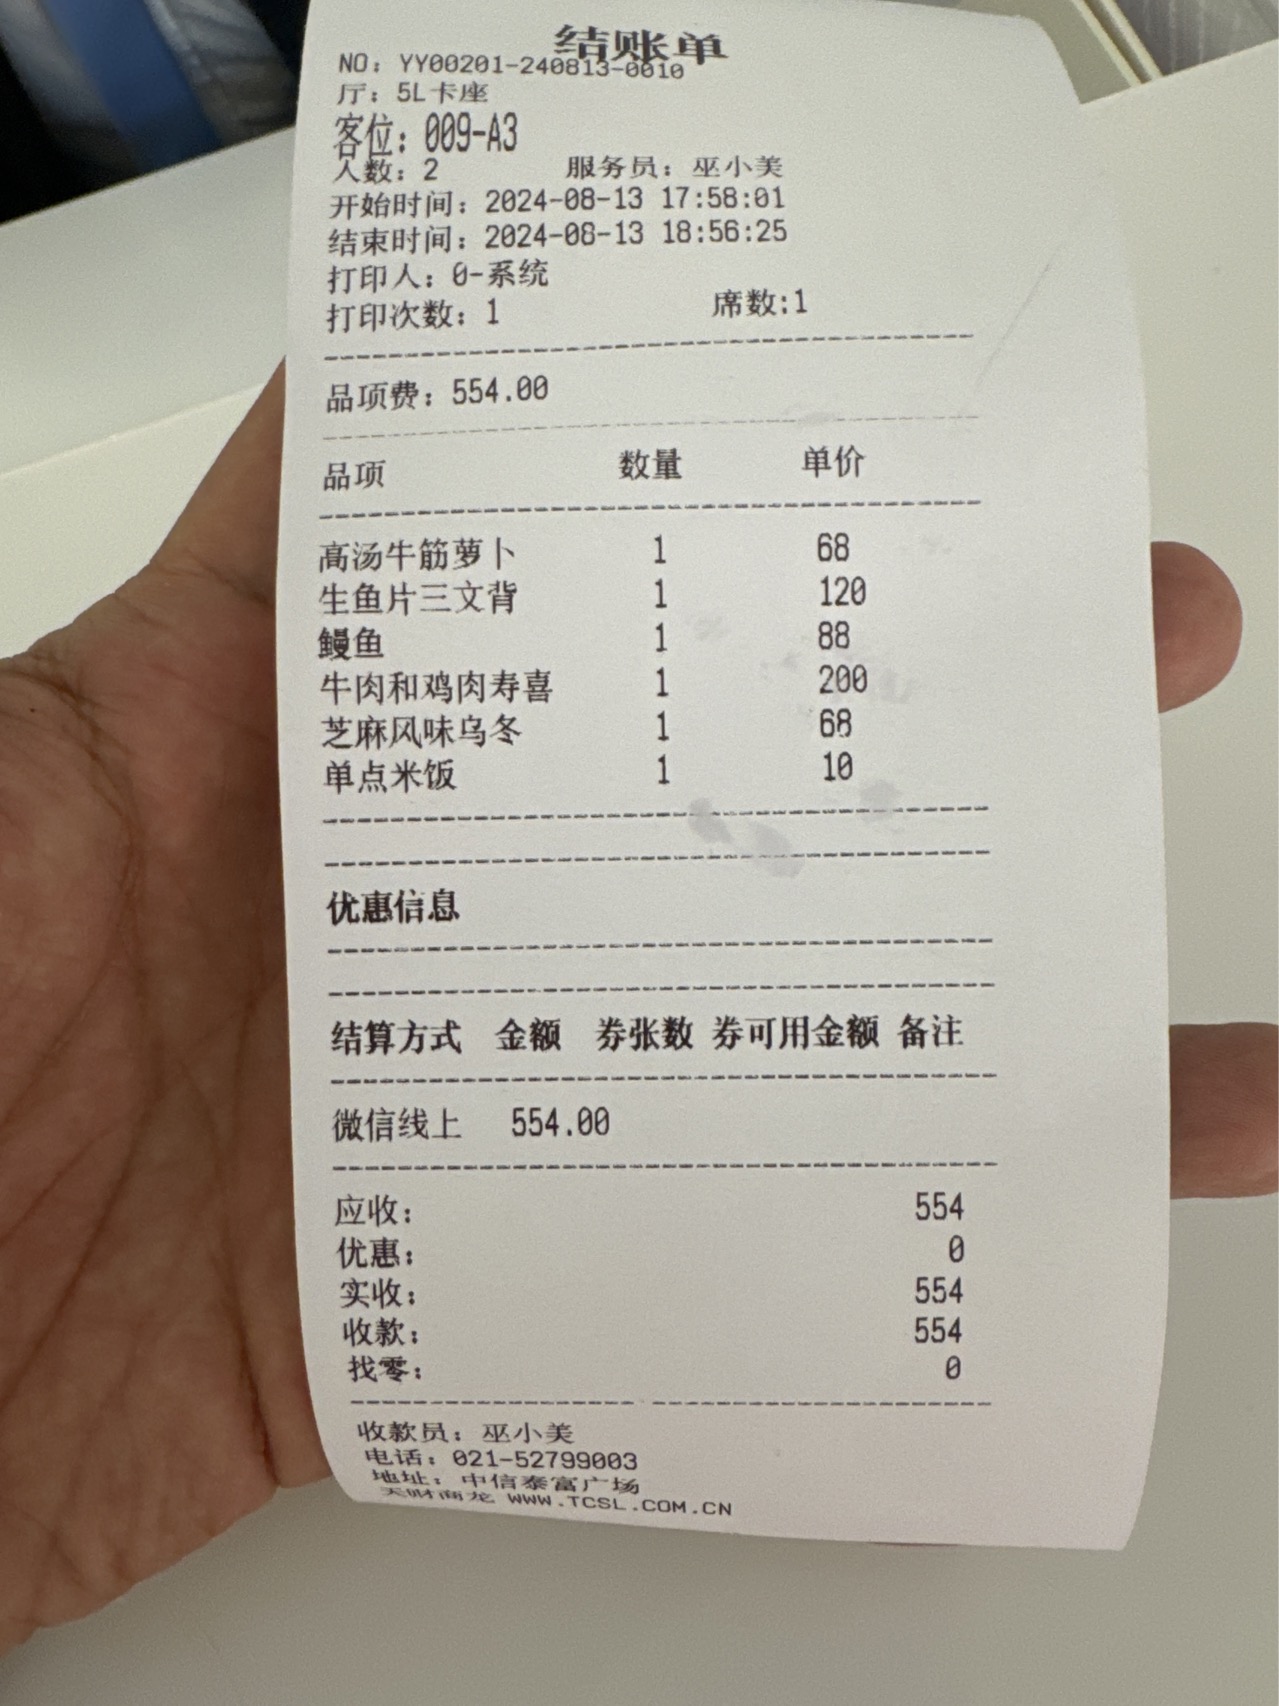 结账单
NO: YY00201-240813-0010
厅: 5L卡座
客位: 009-A3
人数: 2 服务员: 巫小美
开始时间: 2024-08-13 17:58:01
结束时间: 2024-08-13 18:56:25
打印人: 0-系统
打印次数: 1 席数:1
品项费: 554.00
品项 数量 单价
高汤牛筋萝卜 1 68
生鱼片三文背 1 120
鳗鱼 1 88
牛肉和鸡肉寿喜 1 200
芝麻风味乌冬 1 68
单点米饭 1 10
优惠信息
结算方式 金额 券张数 券可用金额 备注
微信线上 554.00
应收: 554
优惠: 0
实收: 554
收款: 554
找零: 0
收款员: 巫小美
电话: 021-52799003
地址: 中信泰富广场
天财商龙 WWW.TCSL.COM.CN